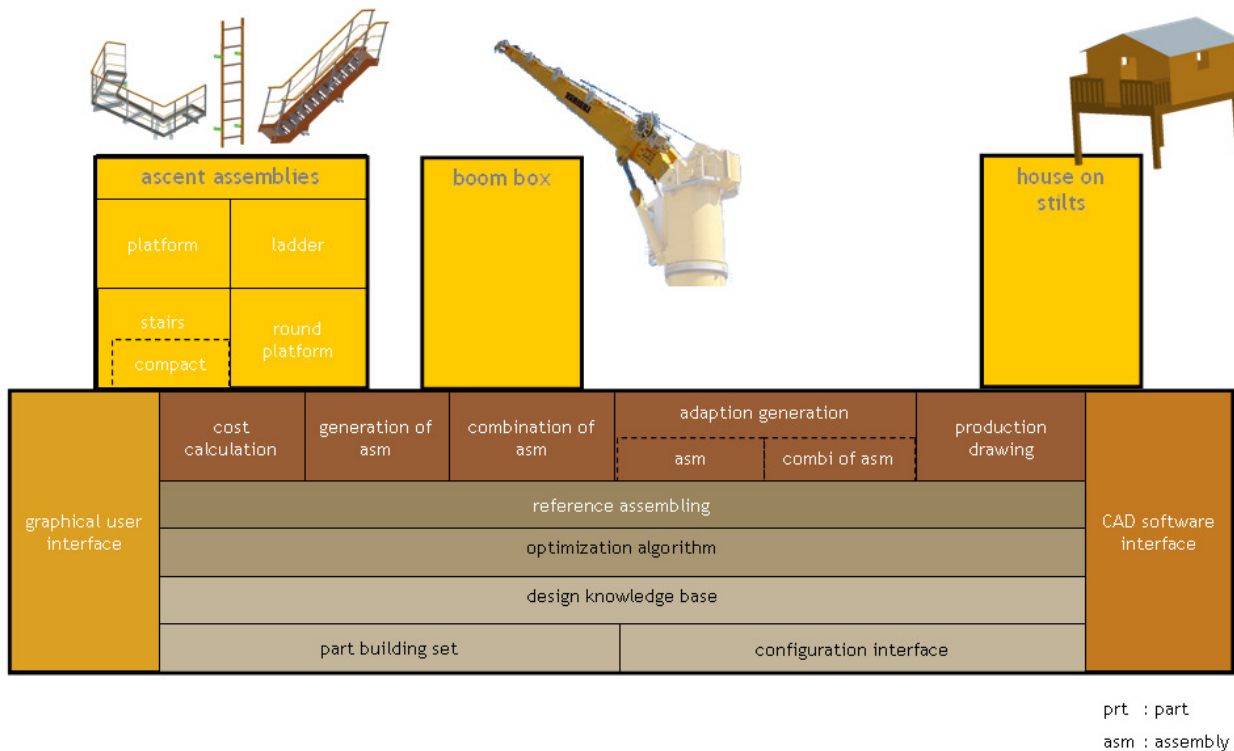 ascent assemblies
boom box
house on
stilts
platform
ladder
stairs
compact
round
platform
graphical user
interface
cost
calculation
generation of
asm
combination of
asm
adaption generation
asm
combi of asm
production
drawing
CAD software
interface
reference assembling
optimization algorithm
design knowledge base
part building set
configuration interface
prt : part
asm : assembly